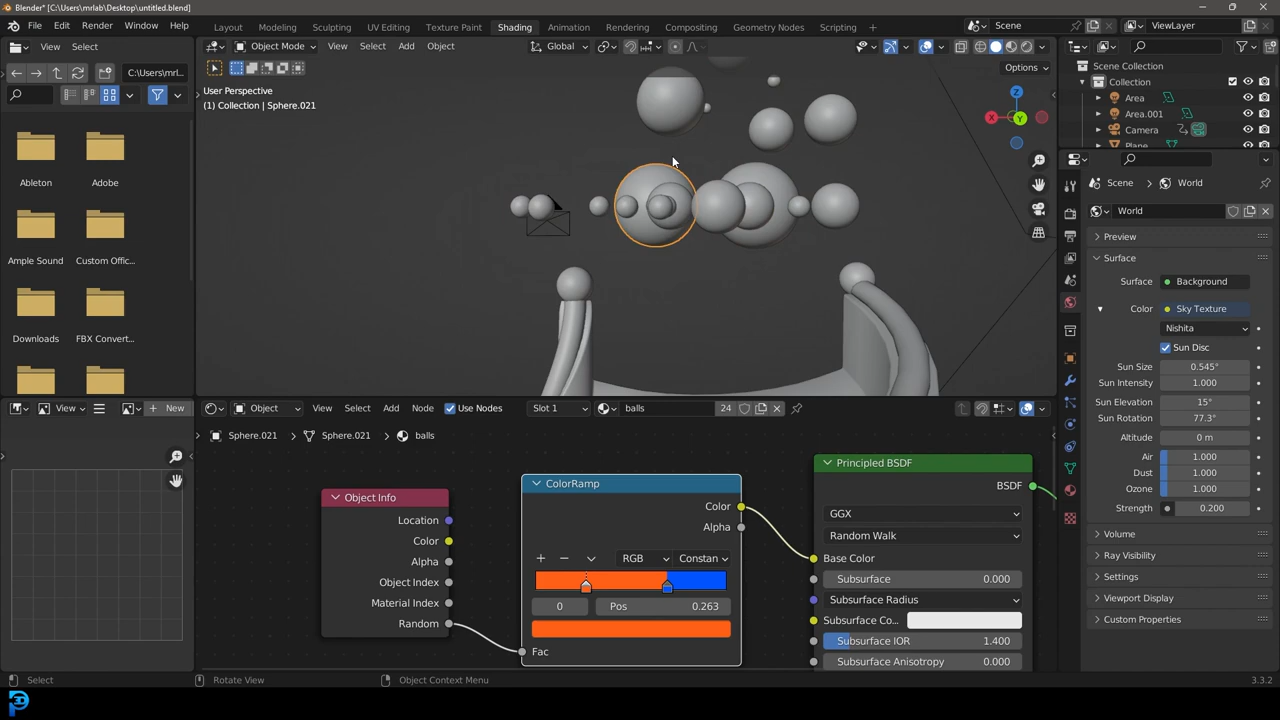 Blender* [C:\Users\mrlab\Desktop\untitled.blend]
File Edit Render Window Help Layout Modeling Sculpting UV Editing Texture Paint Shading Animation Rendering Compositing Geometry Nodes Scripting Scene ViewLayer
View Select Object Mode View Select Add Object Global
C:\Users\mrl... Options
User Perspective
(1) Collection | Sphere.021
Scene Collection
Collection
Area
Area.001
Camera
Plane
X Y Z
Ableton Adobe
Ample Sound Custom Offic...
Downloads FBX Convert...
Scene World
World
Preview
Surface
Surface Background
Color Sky Texture
Nishita
Sun Disc
Sun Size 0.545°
Sun Intensity 1.000
Sun Elevation 15°
Sun Rotation 77.3°
Altitude 0 m
Air 1.000
Dust 1.000
Ozone 1.000
Strength 0.200
Volume
Ray Visibility
Settings
Viewport Display
Custom Properties
View New Object View Select Add Node Use Nodes Slot 1 balls 24
Sphere.021 Sphere.021 balls
Object Info
Location
Color
Alpha
Object Index
Material Index
Random
ColorRamp
Color
Alpha
RGB Constan
0 Pos 0.263
Fac
Principled BSDF
BSDF
GGX
Random Walk
Base Color
Subsurface 0.000
Subsurface Radius
Subsurface Co...
Subsurface IOR 1.400
Subsurface Anisotropy 0.000
Select Rotate View Object Context Menu 3.3.2